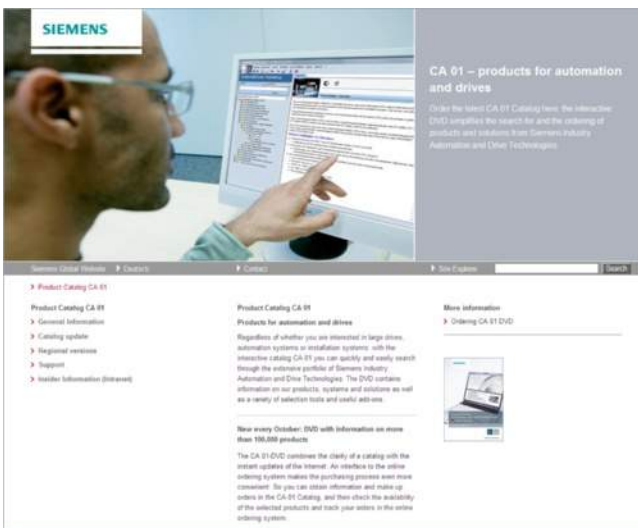 SIEMENS
CA 01 – products for automation
and drives
Order the latest CA 01 Catalog here: the interactive
DVD simplifies the search for and the ordering of
products and solutions from Siemens Industry
Automation and Drive Technologies.
Siemens Global Website Deutsch Contact Site Explorer Search
Product Catalog CA 01
Product Catalog CA 01
General Information
Catalog update
Regional versions
Support
Insider Information (Intranet)
Product Catalog CA 01
Products for automation and drives
Regardless of whether you are interested in large drives,
automation systems or installation systems: with the
interactive catalog CA 01 you can quickly and easily search
through the extensive portfolio of Siemens Industry
Automation and Drive Technologies. The DVD contains
information on our products, systems and solutions as well
as a variety of selection tools and useful add-ons.
New every October: DVD with information on more
than 100,000 products
The CA 01-DVD combines the clarity of a catalog with the
instant updates of the Internet. An interface to the online
ordering system makes the purchasing process even more
convenient. So you can obtain information and make up
orders in the CA 01 Catalog, and then check the availability
of the selected products and track your orders in the online
ordering system.
More information
Ordering CA 01 DVD